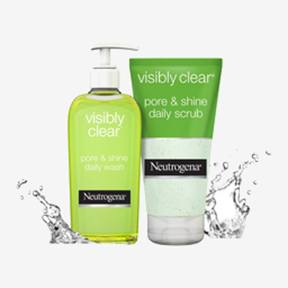 visibly
clear
pore & shine
daily wash
Neutrogena®
visibly clear®
pore & shine
daily scrub
Neutrogena®